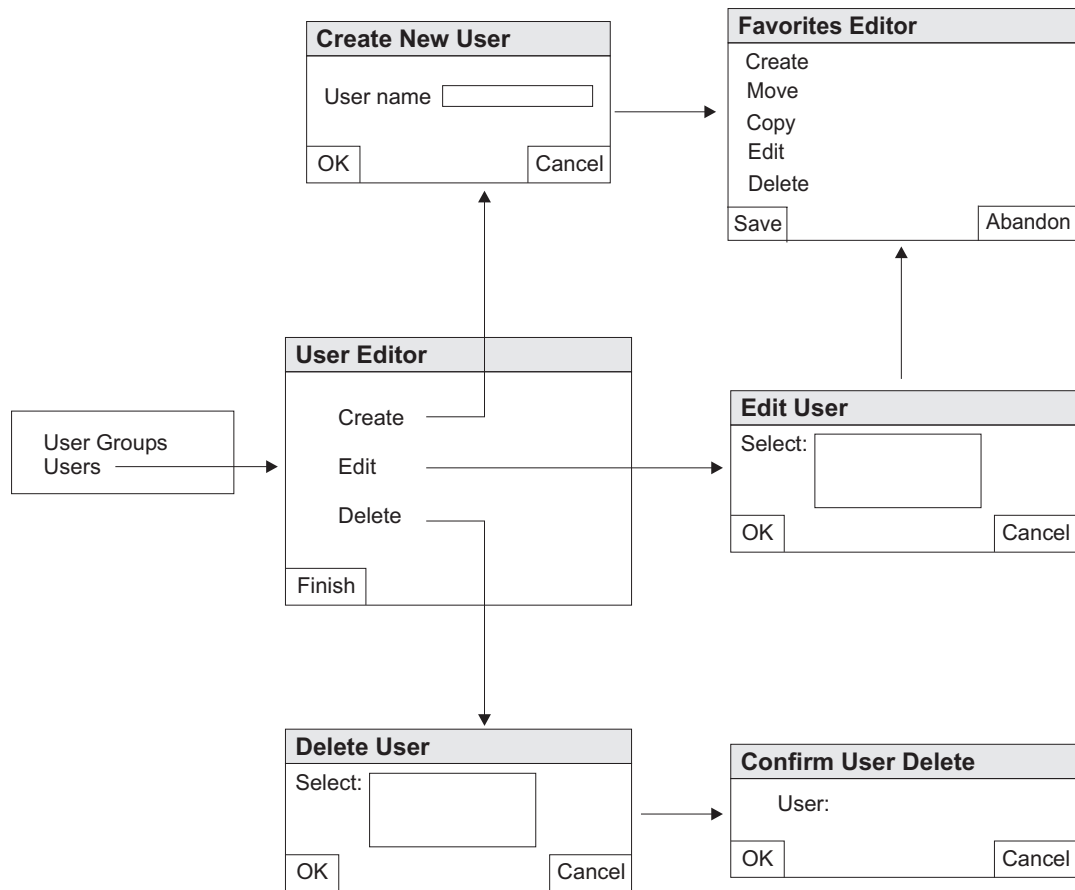 Create New User
User name
OK
Cancel
Favorites Editor
Create
Move
Copy
Edit
Delete
Save
Abandon
User Groups
Users
User Editor
Create
Edit
Delete
Finish
Edit User
Select:
OK
Cancel
Delete User
Select:
OK
Cancel
Confirm User Delete
User:
OK
Cancel